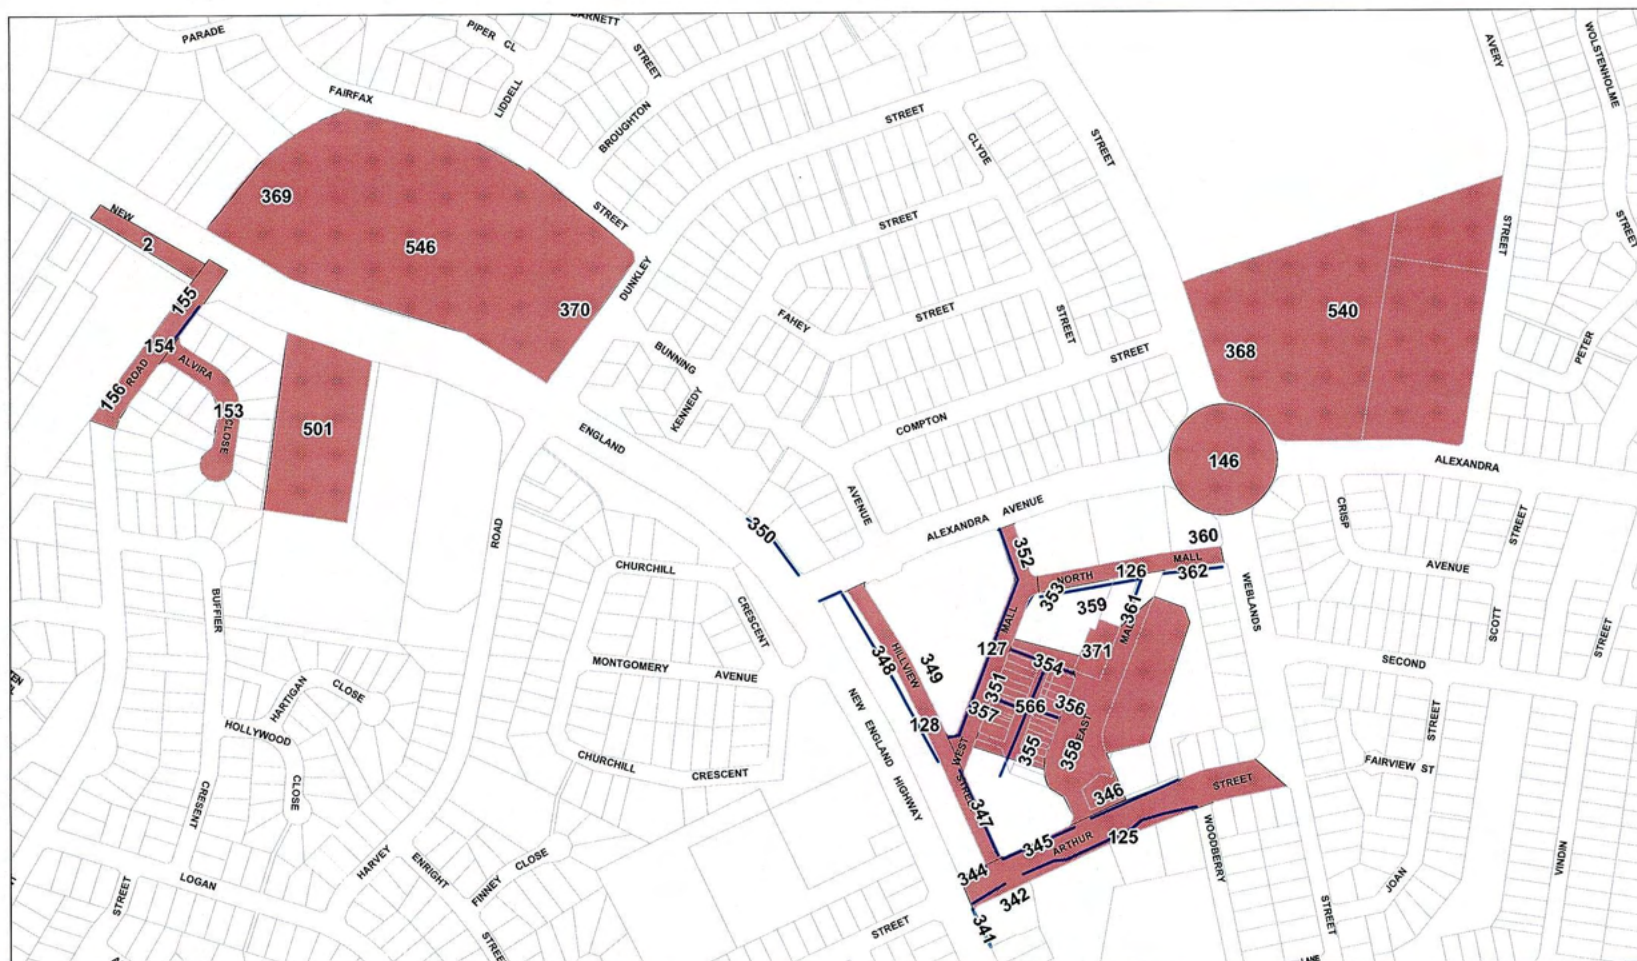 PARADE
PIPER CL
GARNETT
STREET
LIDDELL
BROUGHTON
FAIRFAX
STREET
CLYDE
STREET
AVERY
WOLSTENHOLME
STREET
STREET
STREET
369
546
370
STREET
DUNKLEY
NEW
2
155
154
ROAD
ALVIRA
156
153
CLOSE
501
STREET
FAHEY
STREET
STREET
STREET
BUNNING
KENNEDY
COMPTON
540
368
PETER
146
ENGLAND
AVENUE
ALEXANDRA AVENUE
ALEXANDRA
CRISP
STREET
AVENUE
350
ROAD
CHURCHILL
CRESCENT
BUFFIER
MONTGOMERY AVENUE
HARTIGAN
CLOSE
HOLLYWOOD
CLOSE
CRESENT
CHURCHILL
CRESCENT
352
360
MALL
NORTH
126
362
353
359
361
MALL
MALL
127
354
371
351
566
356
357
EAST
355
358
HILLVIEW
349
348
128
WEST
347
346
345
ARTHUR
125
STREET
344
342
341
NEW ENGLAND HIGHWAY
WEBLANDS
SCOTT
STREET
SECOND
STREET
FAIRVIEW ST
WOODBERRY
JOAN
VINDIN
STREET
STREET
HARVEY
ENRIGHT
FINNEY CLOSE
LOGAN
STREET
STREET